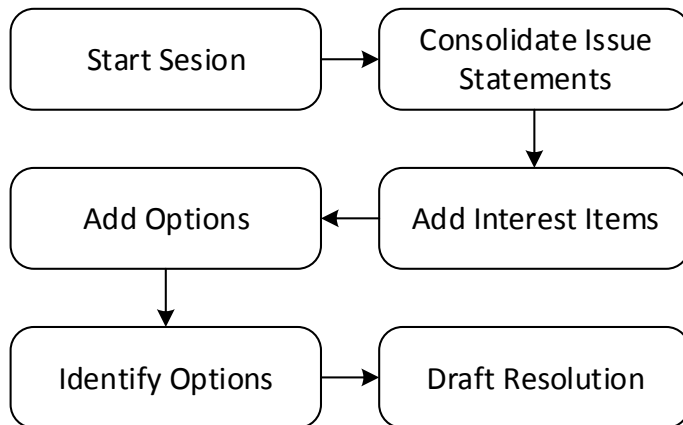 Start Sesion
Consolidate Issue
Statements
Add Options
Add Interest Items
Identify Options
Draft Resolution